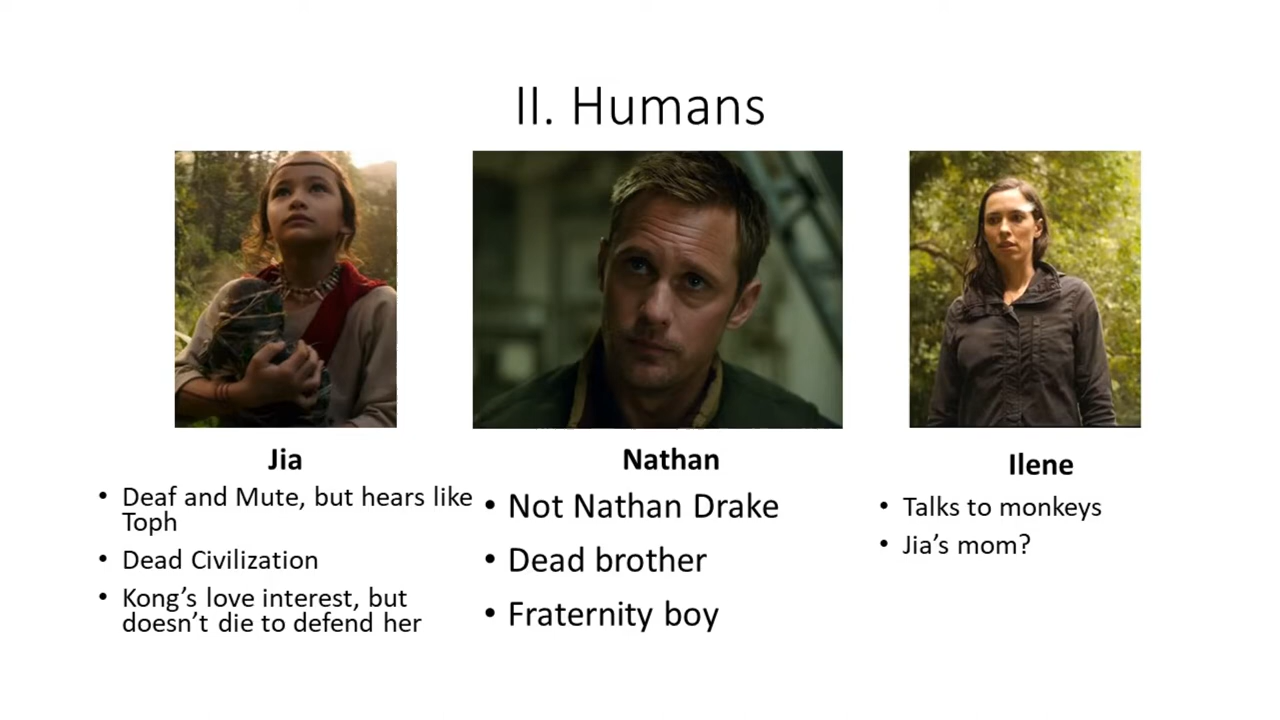 II. Humans
Jia
• Deaf and Mute, but hears like
Toph
• Dead Civilization
• Kong’s love interest, but
doesn’t die to defend her
Nathan
• Not Nathan Drake
• Dead brother
• Fraternity boy
Ilene
• Talks to monkeys
• Jia’s mom?